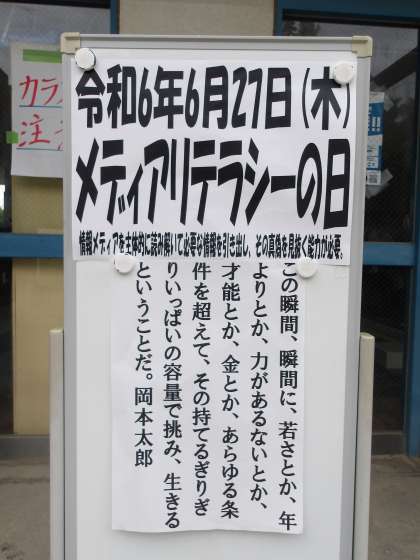 令和6年6月27日(木)
メディアリテラシーの日
情報メディアを主体的に読み解いて必要な情報を引き出し、その真偽を見抜く能力が必要。
この瞬間、瞬間に、若さとか、年
よりとか、力があるないとか、
才能とか、金とか、あらゆる条
件を超えて、その持てるぎりぎ
りいっぱいの容量で挑み、生きる
ということだ。岡本太郎
カラ
注